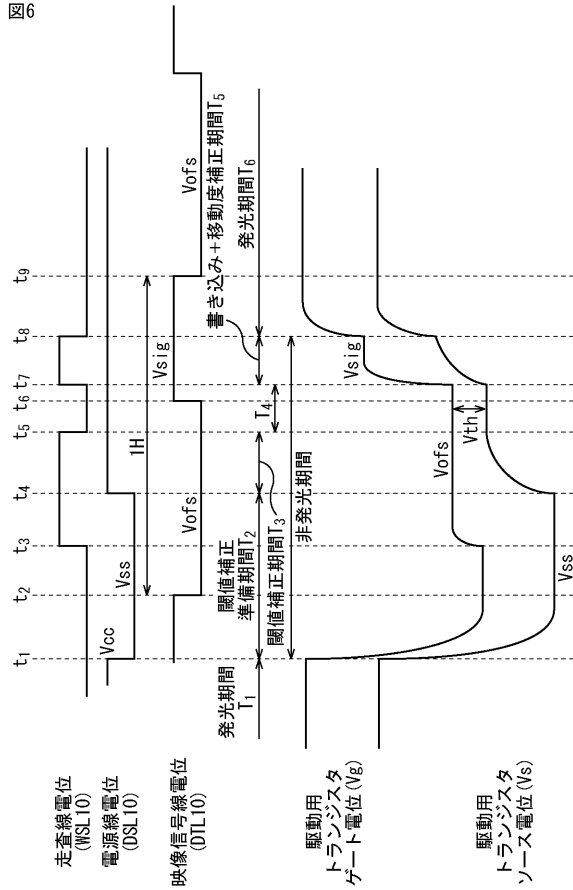 図6
t1
t2
t3
t4
t5
t6
t7
t8
t9
走査線電位
(WSL10)
電源線電位
(DSL10)
Vcc
Vss
1H
映像信号線電位
(DTL10)
Vofs
Vsig
Vofs
発光期間
T1
閾値補正
準備期間T2
閾値補正期間T3
T4
書き込み+移動度補正期間T5
発光期間T6
非発光期間
駆動用
トランジスタ
ゲート電位(Vg)
Vofs
Vsig
Vth
駆動用
トランジスタ
ソース電位(Vs)
Vss